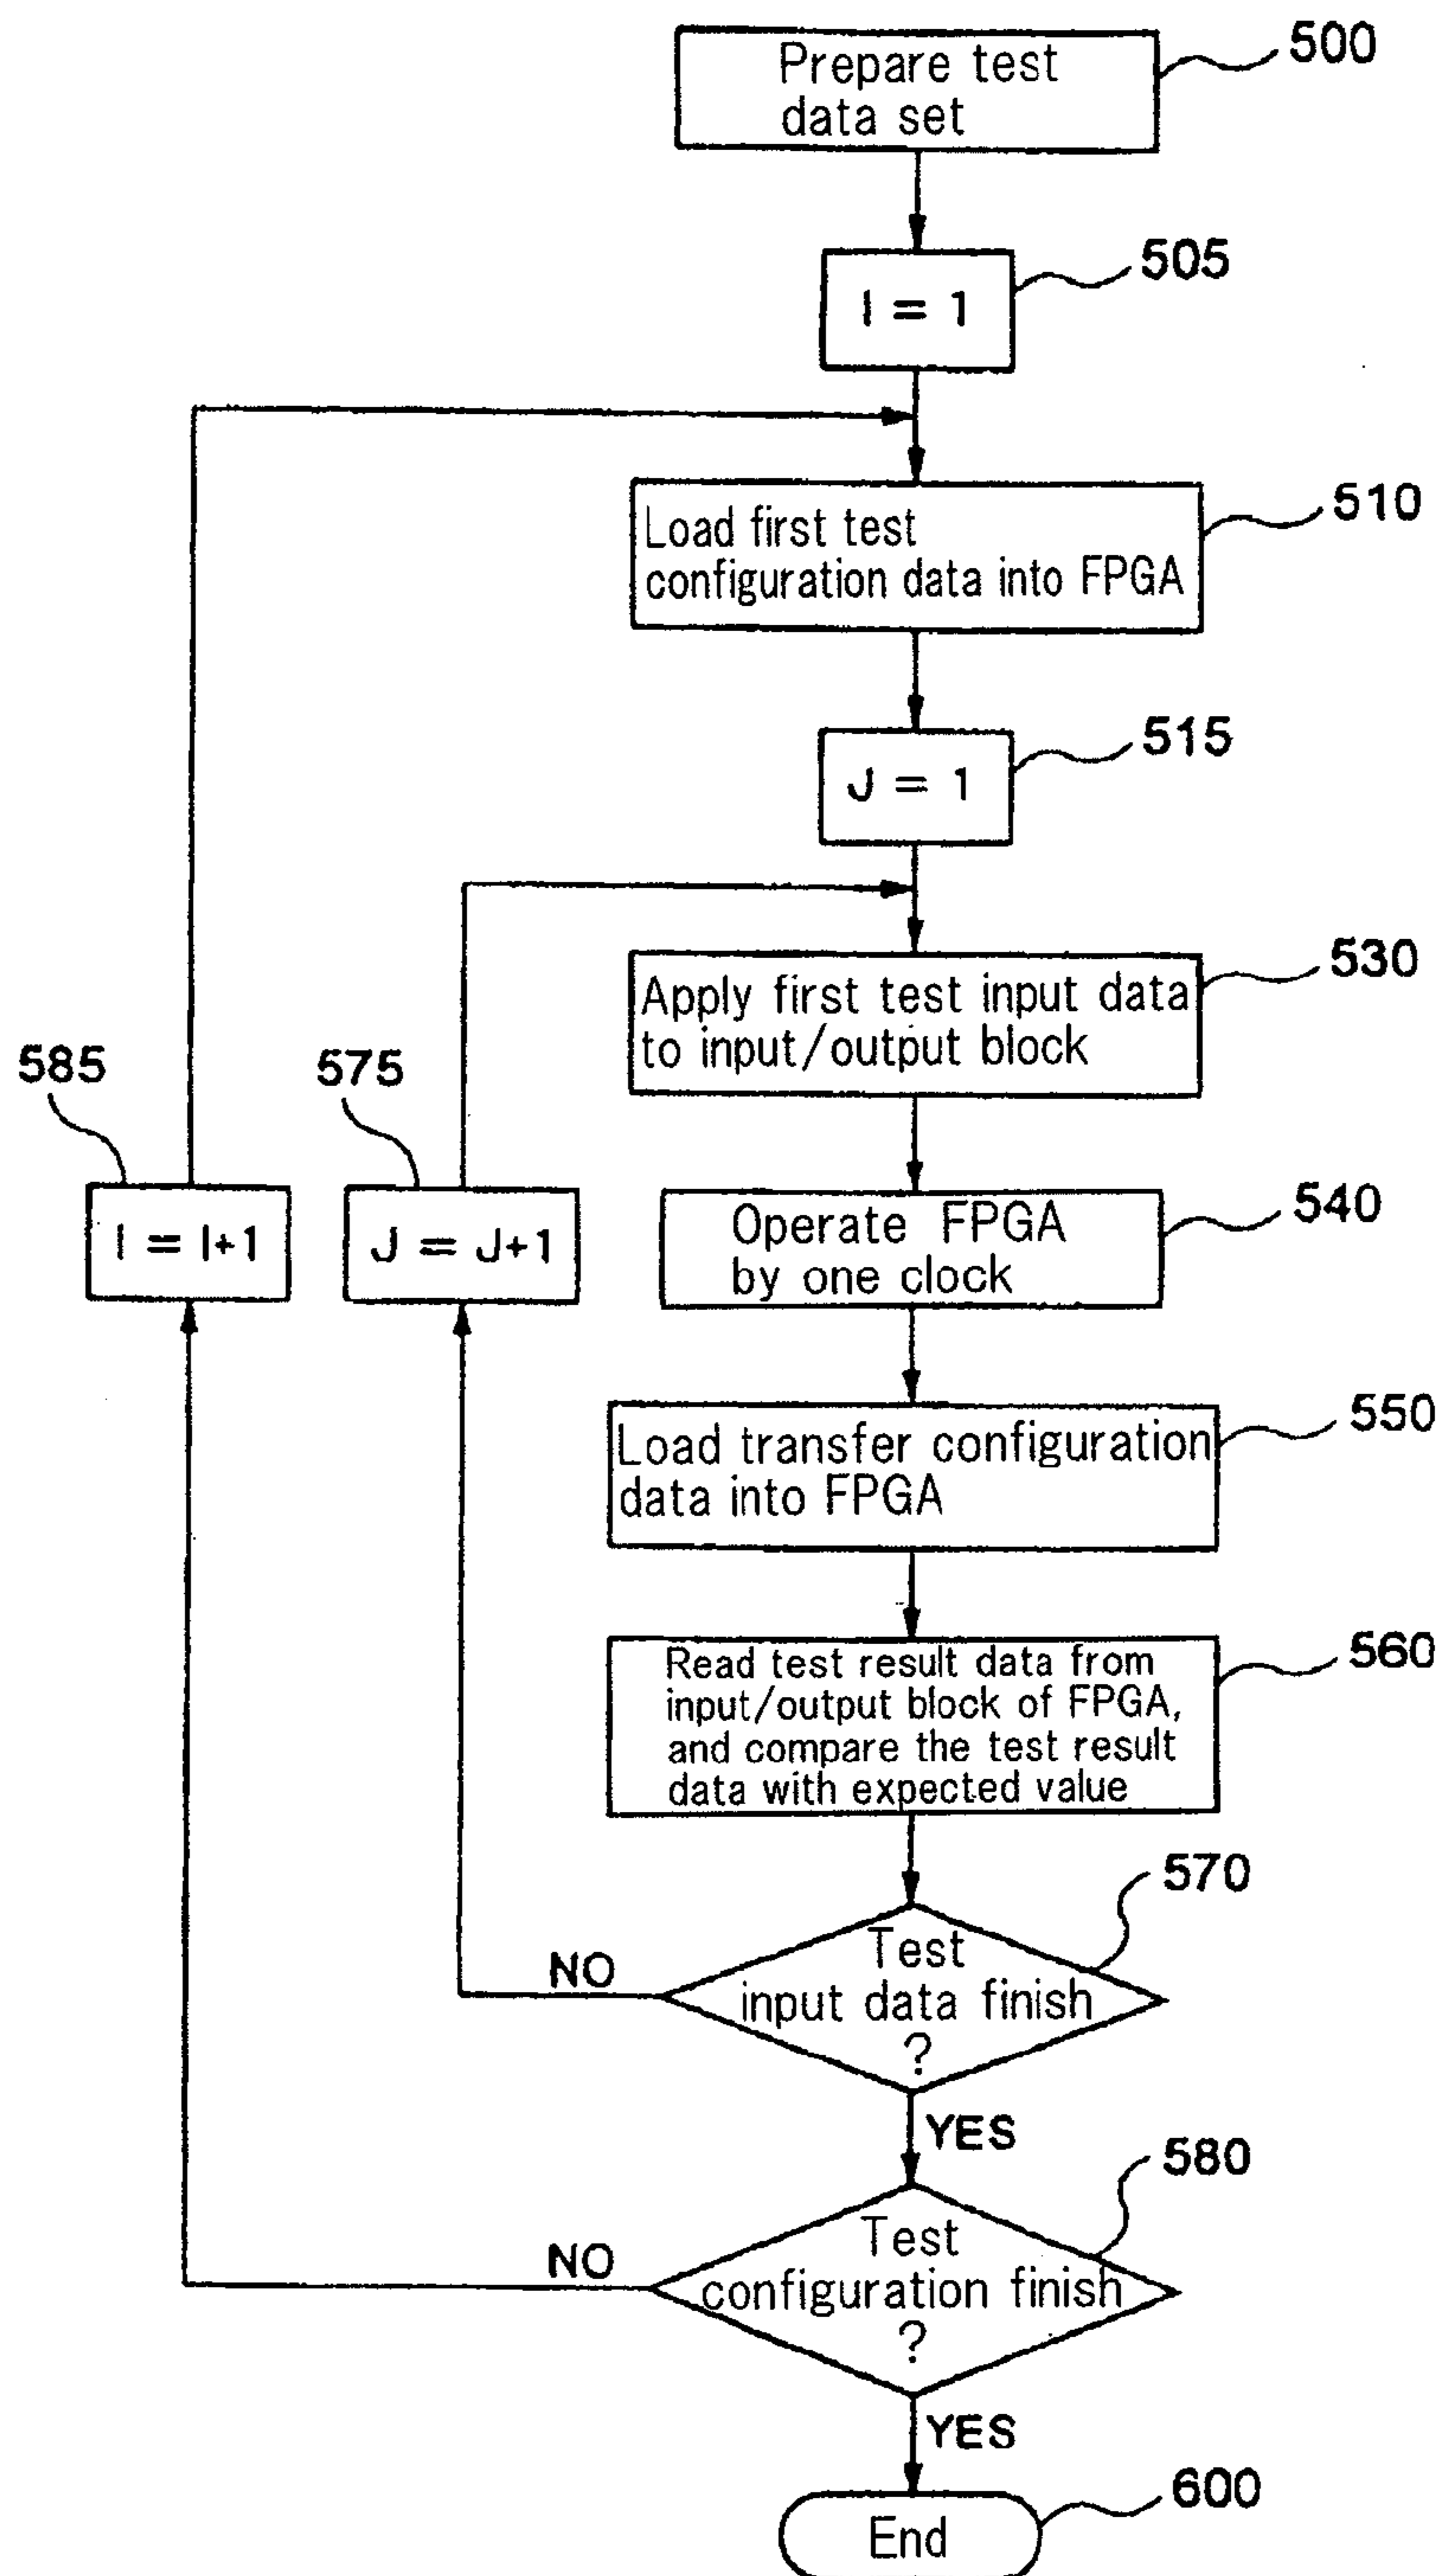 Prepare test
data set
500
I = 1
505
Load first test
configuration data into FPGA
510
J = 1
515
Apply first test input data
to input/output block
530
585
575
I = I+1
J = J+1
Operate FPGA
by one clock
540
Load transfer configuration
data into FPGA
550
Read test result data from
input/output block of FPGA,
and compare the test result
data with expected value
560
Test
input data finish
?
570
NO
YES
Test
configuration finish
?
580
NO
YES
End
600